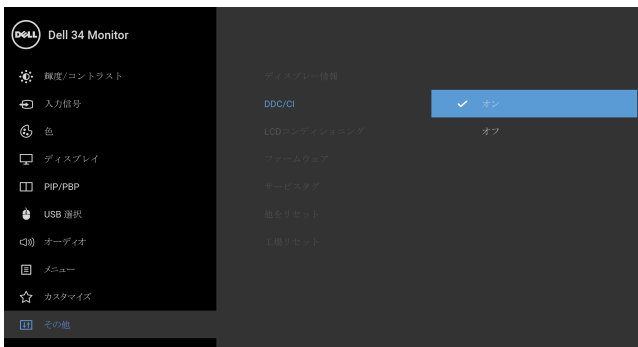 DELL
Dell 34 Monitor
輝度/コントラスト
入力信号
色
ディスプレイ
PIP/PBP
USB 選択
オーディオ
メニュー
カスタマイズ
その他
ディスプレー情報
DDC/CI
LCDコンディショニング
ファームウェア
サービスタグ
他をリセット
工場リセット
オン
オフ